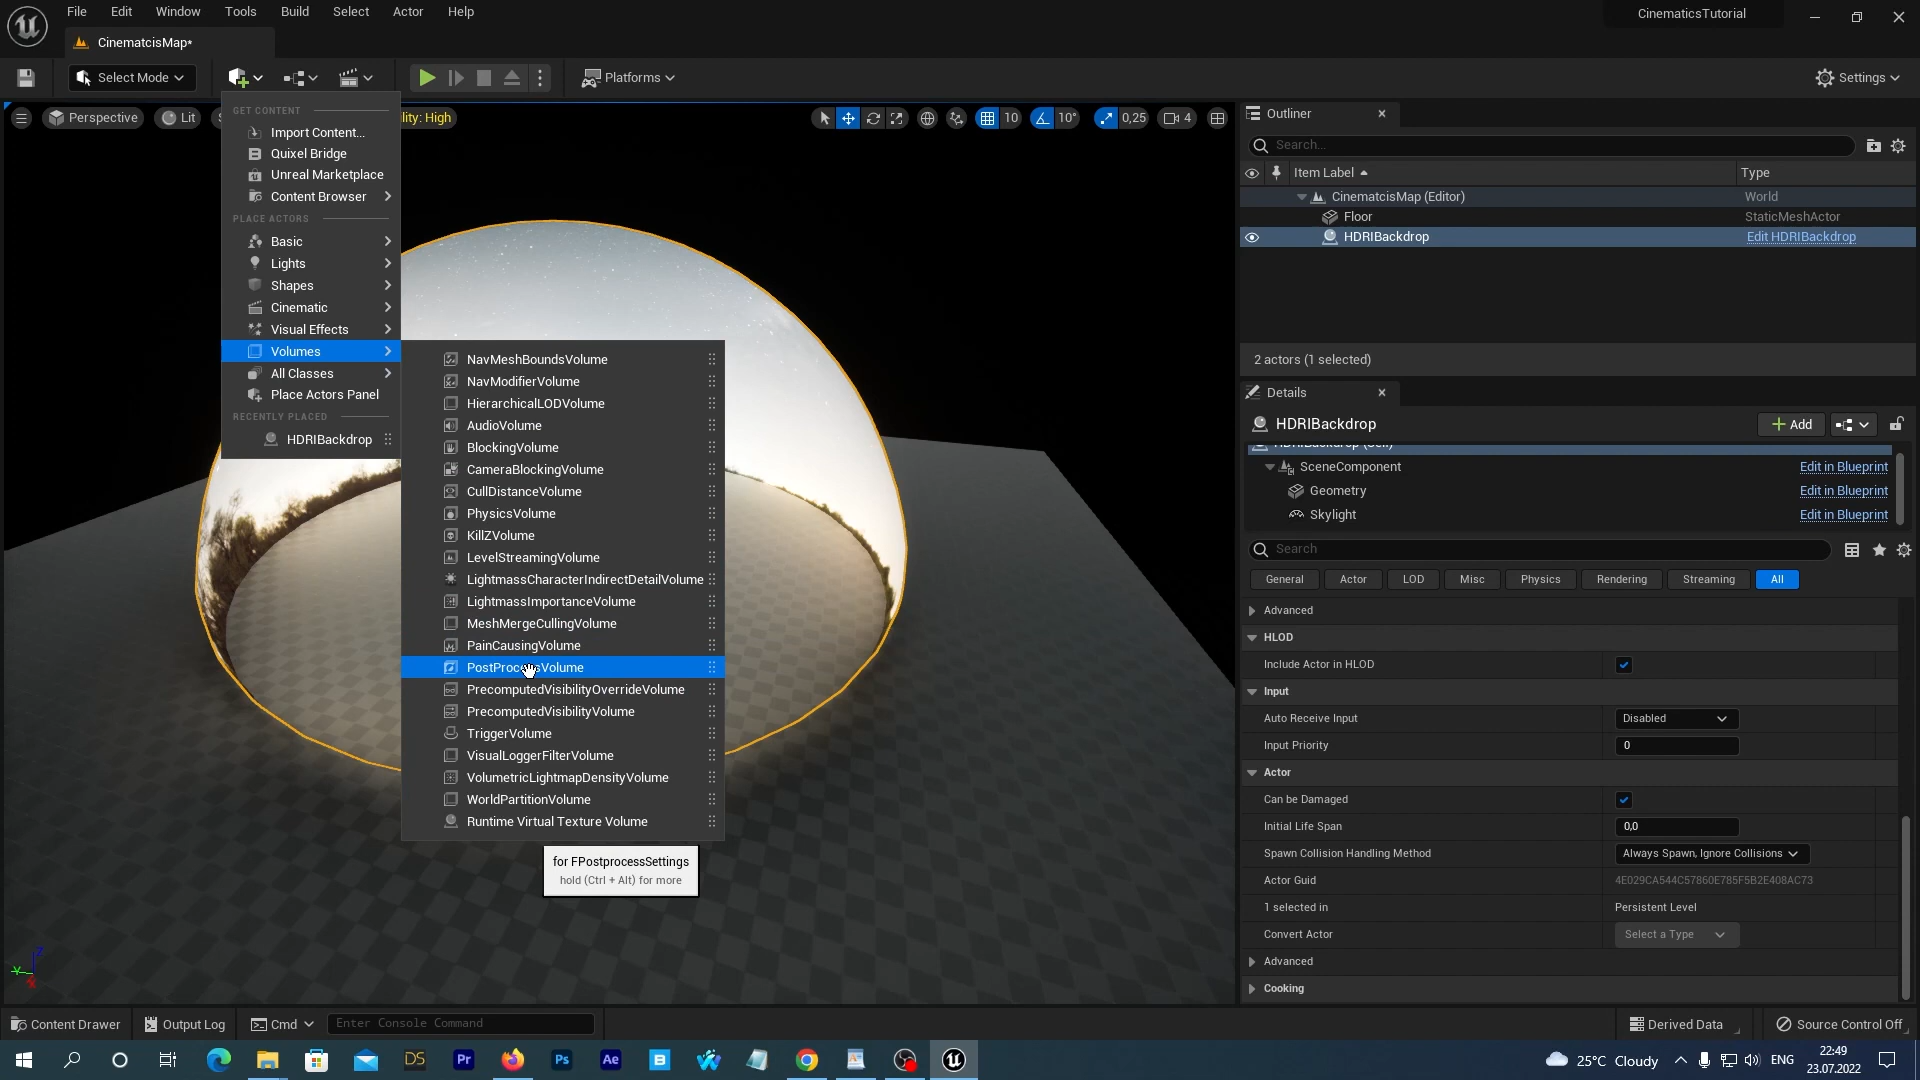 File Edit Window Tools Build Select Actor Help
CinematicsTutorial
CinematcisMap*
Select Mode
Platforms
Settings
Perspective
Lit
lity: High
10
10°
0,25
4
GET CONTENT
Import Content...
Quixel Bridge
Unreal Marketplace
Content Browser
PLACE ACTORS
Basic
Lights
Shapes
Cinematic
Visual Effects
Volumes
All Classes
Place Actors Panel
RECENTLY PLACED
HDRIBackdrop
NavMeshBoundsVolume
NavModifierVolume
HierarchicalLODVolume
AudioVolume
BlockingVolume
CameraBlockingVolume
CullDistanceVolume
PhysicsVolume
KillZVolume
LevelStreamingVolume
LightmassCharacterIndirectDetailVolume
LightmassImportanceVolume
MeshMergeCullingVolume
PainCausingVolume
PostProcessVolume
PrecomputedVisibilityOverrideVolume
PrecomputedVisibilityVolume
TriggerVolume
VisualLoggerFilterVolume
VolumetricLightmapDensityVolume
WorldPartitionVolume
Runtime Virtual Texture Volume
for FPostprocessSettings
hold (Ctrl + Alt) for more
Outliner
Search...
Item Label Type
CinematcisMap (Editor) World
Floor StaticMeshActor
HDRIBackdrop Edit HDRIBackdrop
2 actors (1 selected)
Details
HDRIBackdrop
Add
HDRIBackdrop (Self)
SceneComponent Edit in Blueprint
Geometry Edit in Blueprint
Skylight Edit in Blueprint
Search
General Actor LOD Misc Physics Rendering Streaming All
Advanced
HLOD
Include Actor in HLOD
Input
Auto Receive Input Disabled
Input Priority 0
Actor
Can be Damaged
Initial Life Span 0,0
Spawn Collision Handling Method Always Spawn, Ignore Collisions
Actor Guid 4E029CA544C57860E785F5B2E408AC73
1 selected in Persistent Level
Convert Actor Select a Type
Advanced
Cooking
Content Drawer Output Log Cmd Enter Console Command
Derived Data Source Control Off
DS Pr Ps Ae
25°C Cloudy
ENG
22:49
23.07.2022